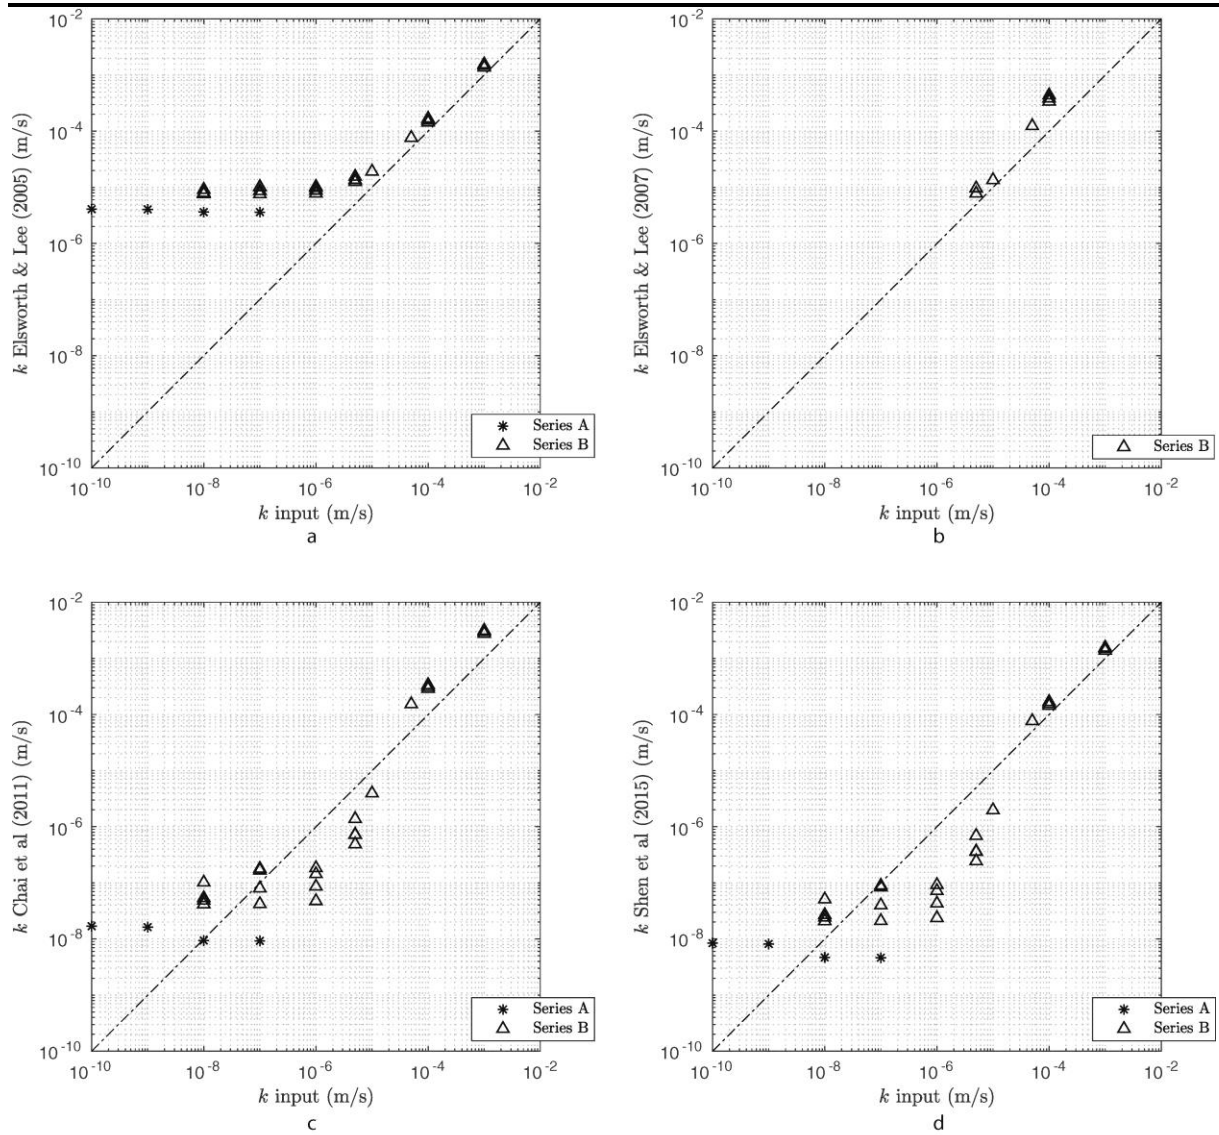 10^-2
10^-4
10^-6
10^-8
10^-10
k Elsworth & Lee (2005) (m/s)
Series A
Series B
10^-10 10^-8 10^-6 10^-4 10^-2
k input (m/s)
a
10^-2
10^-4
10^-6
10^-8
10^-10
k Elsworth & Lee (2007) (m/s)
Series B
10^-10 10^-8 10^-6 10^-4 10^-2
k input (m/s)
b
10^-2
10^-4
10^-6
10^-8
10^-10
k Chai et al (2011) (m/s)
Series A
Series B
10^-10 10^-8 10^-6 10^-4 10^-2
k input (m/s)
c
10^-2
10^-4
10^-6
10^-8
10^-10
k Shen et al (2015) (m/s)
Series A
Series B
10^-10 10^-8 10^-6 10^-4 10^-2
k input (m/s)
d